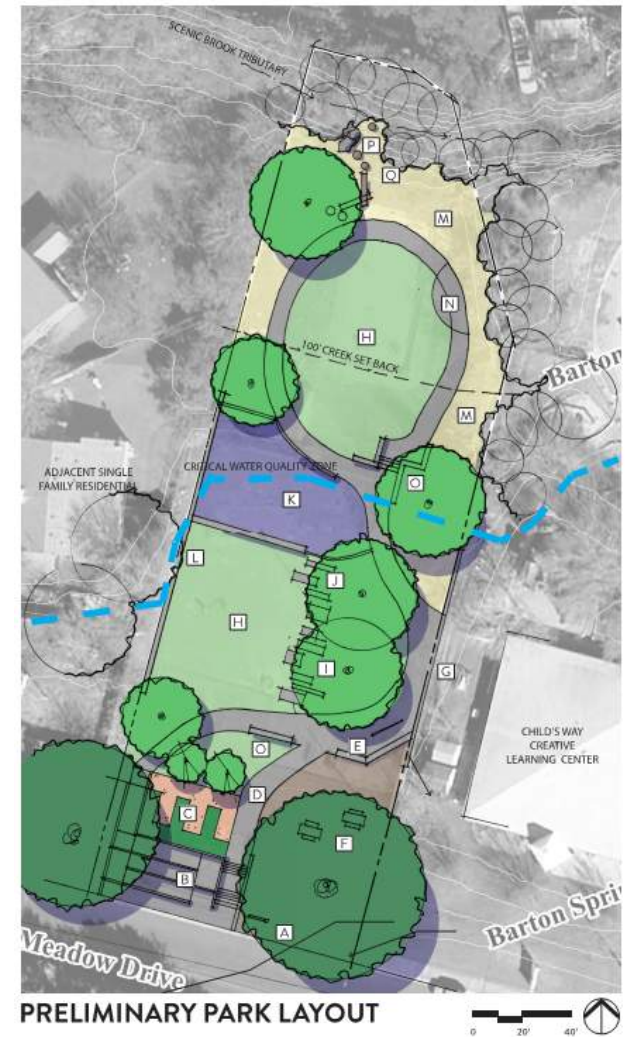 SCENIC BROOK TRIBUTARY
P
Q
M
N
H
100' CREEK SET-BACK
Barton
M
ADJACENT SINGLE
FAMILY RESIDENTIAL
CRITICAL WATER QUALITY ZONE
O
K
L
J
H
I
G
O
E
CHILD'S WAY
CREATIVE
LEARNING CENTER
D
C
F
B
A
Barton Sprin
Meadow Drive
PRELIMINARY PARK LAYOUT
0 20' 40'